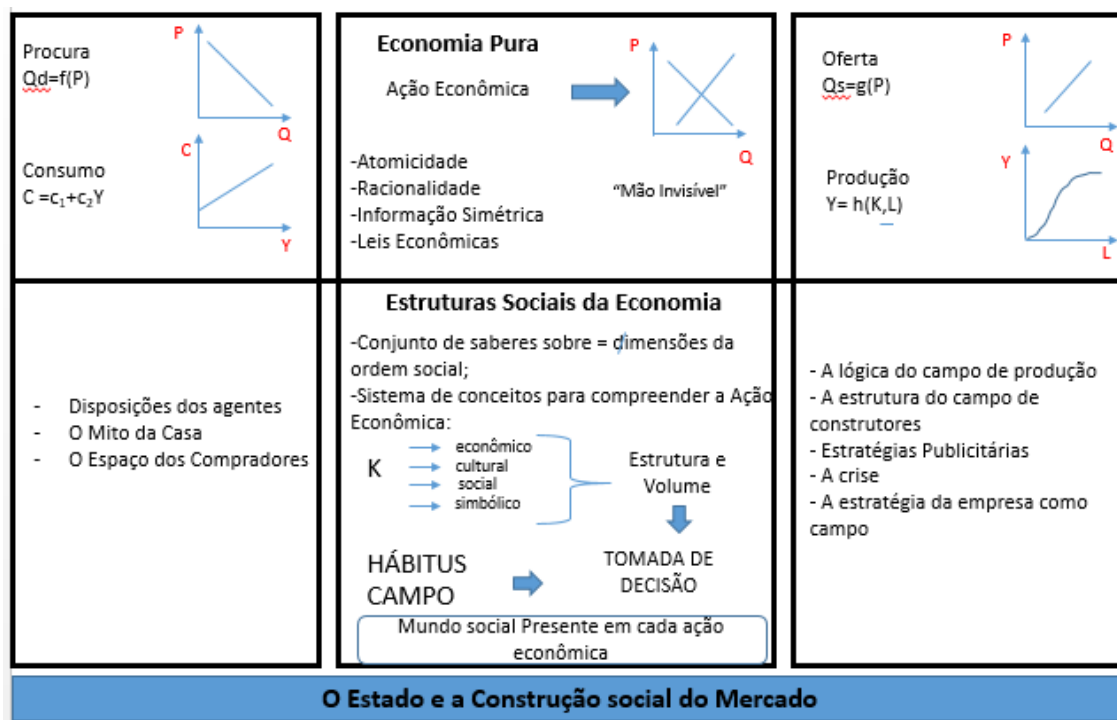 Procura
Qd=f(P)
P
Q
Consumo
C =c₁+c₂Y
C
Y
Economia Pura
Ação Econômica
P
Q
-Atomicidade
-Racionalidade
-Informação Simétrica
-Leis Econômicas
“Mão Invisível”
Oferta
Qs=g(P)
P
Q
Produção
Y= h(K,L)
Y
L
- Disposições dos agentes
- O Mito da Casa
- O Espaço dos Compradores
Estruturas Sociais da Economia
-Conjunto de saberes sobre = dimensões da
ordem social;
-Sistema de conceitos para compreender a Ação
Econômica:
K
econômico
cultural
social
simbólico
Estrutura e
Volume
HÁBITUS
CAMPO
TOMADA DE
DECISÃO
Mundo social Presente em cada ação
econômica
- A lógica do campo de produção
- A estrutura do campo de
construtores
- Estratégias Publicitárias
- A crise
- A estratégia da empresa como
campo
O Estado e a Construção social do Mercado